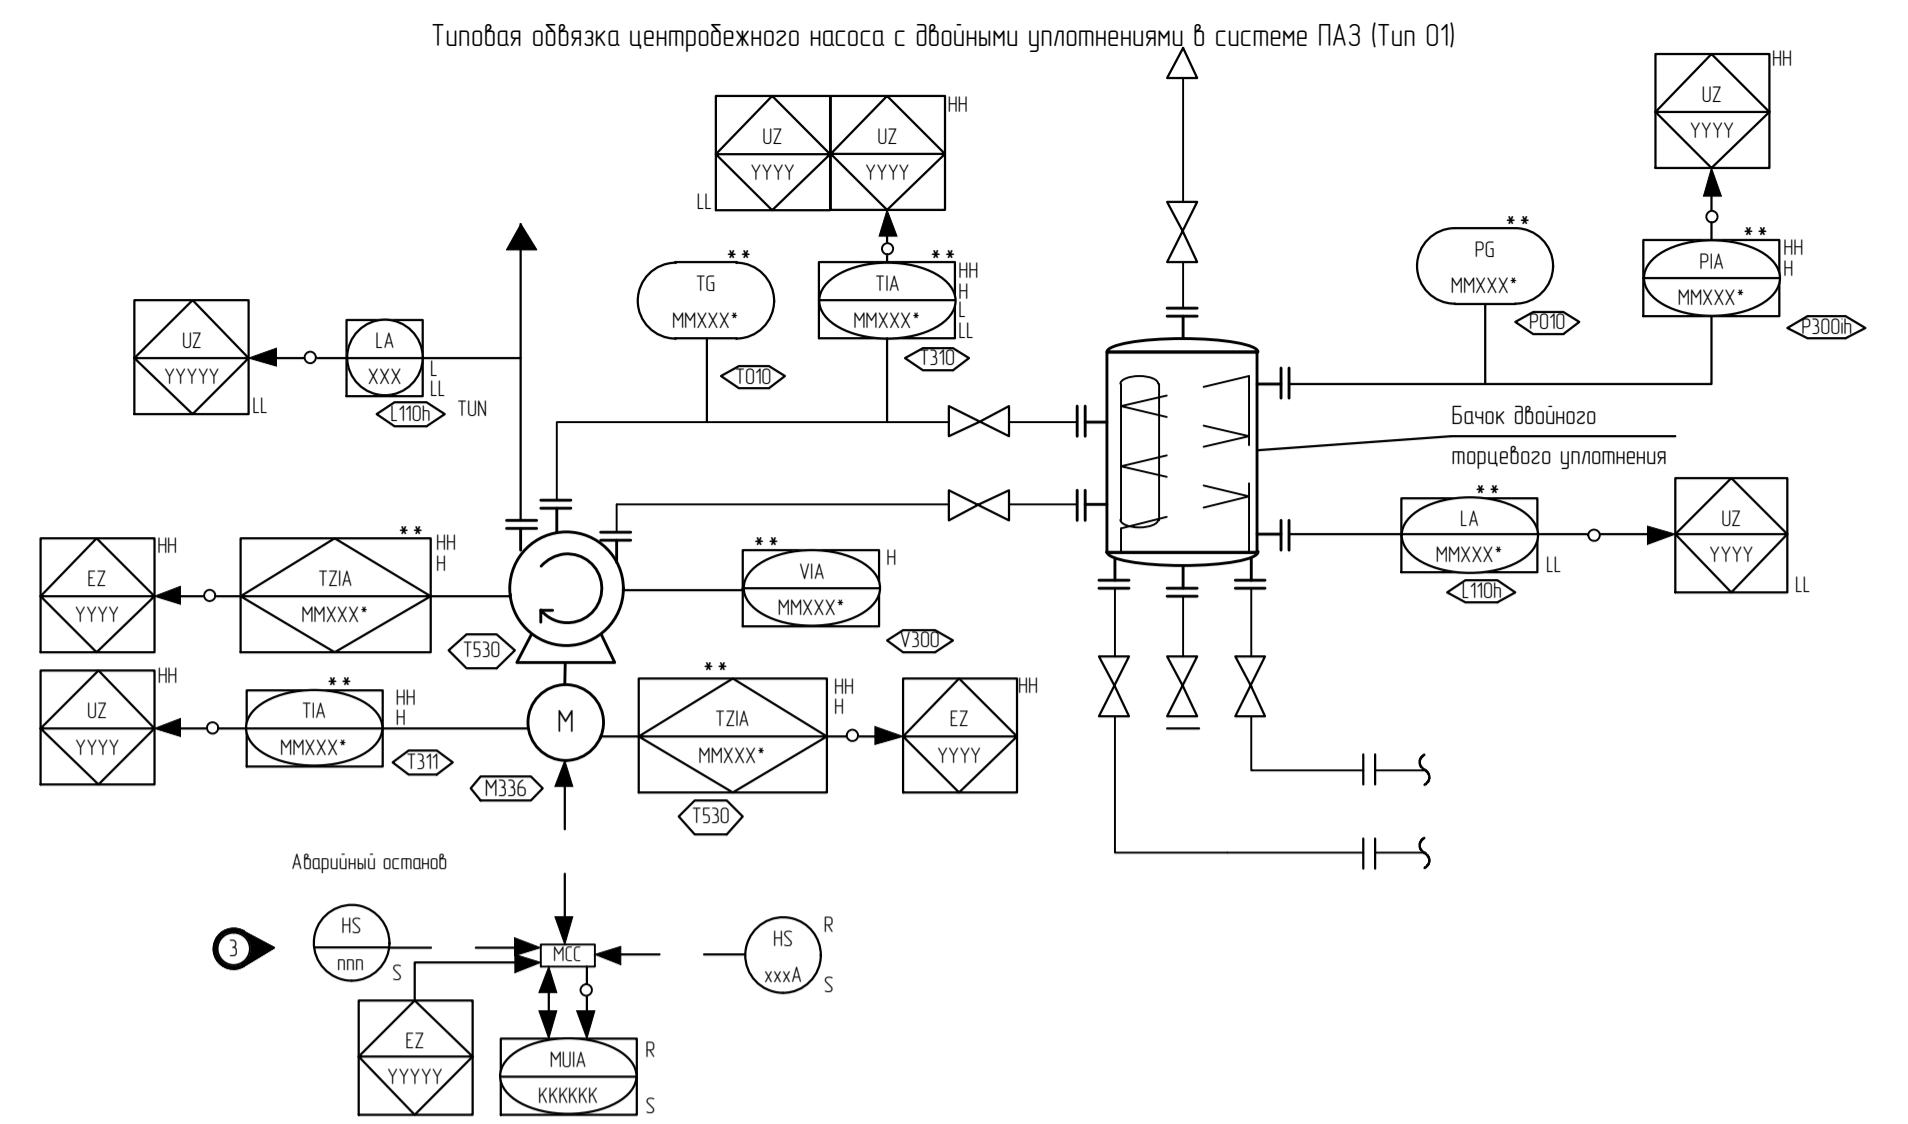 Типовая обвязка центробежного насоса с двойными уплотнениями в системе ПАЗ (Тип 01)
HH
UZ
YYYY
UZ
YYYY
LL
UZ
YYYY
HH
**
TG
MMXXX*
T010
**
TIA
MMXXX*
HH
H
L
LL
T310
**
PG
MMXXX*
P010
**
PIA
MMXXX*
HH
H
P300ih
UZ
YYYYY
LL
LA
XXX
L
LL
L110h
TUN
Бачок двойного
торцевого уплотнения
**
LA
MMXXX*
LL
L110h
UZ
YYYY
LL
EZ
YYYY
HH
**
TZIA
MMXXX*
HH
H
T530
**
VIA
MMXXX*
H
V300
UZ
YYYY
HH
**
TIA
MMXXX*
HH
H
T311
M
M336
**
TZIA
MMXXX*
HH
H
T530
EZ
YYYY
HH
Аварийный останов
3
HS
nnn
S
MCC
HS
xxxA
R
S
EZ
YYYYY
MUIA
KKKKKK
R
S